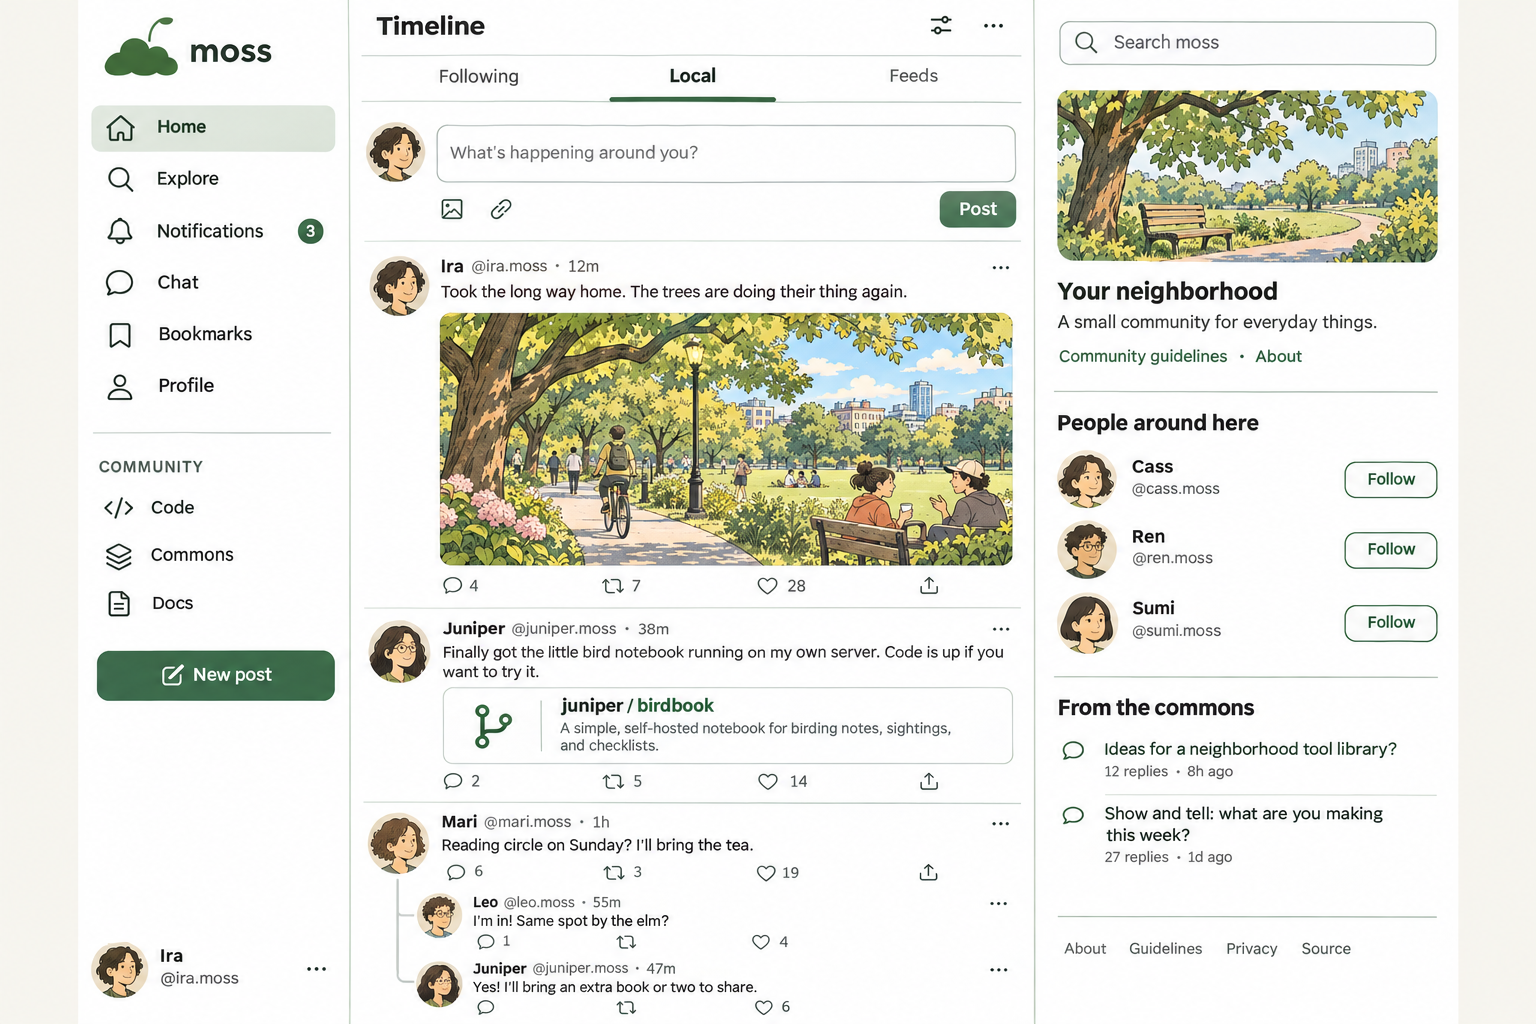 moss
Home
Explore
Notifications 3
Chat
Bookmarks
Profile
COMMUNITY
Code
Commons
Docs
New post
Ira
@ira.moss
Timeline
Following Local Feeds
What's happening around you?
Post
Ira @ira.moss · 12m
Took the long way home. The trees are doing their thing again.
4 7 28
Juniper @juniper.moss · 38m
Finally got the little bird notebook running on my own server. Code is up if you
want to try it.
juniper / birdbook
A simple, self-hosted notebook for birding notes, sightings,
and checklists.
2 5 14
Mari @mari.moss · 1h
Reading circle on Sunday? I'll bring the tea.
6 3 19
Leo @leo.moss · 55m
I'm in! Same spot by the elm?
1 4
Juniper @juniper.moss · 47m
Yes! I'll bring an extra book or two to share.
6
Search moss
Your neighborhood
A small community for everyday things.
Community guidelines · About
People around here
Cass
@cass.moss
Follow
Ren
@ren.moss
Follow
Sumi
@sumi.moss
Follow
From the commons
Ideas for a neighborhood tool library?
12 replies · 8h ago
Show and tell: what are you making
this week?
27 replies · 1d ago
About Guidelines Privacy Source